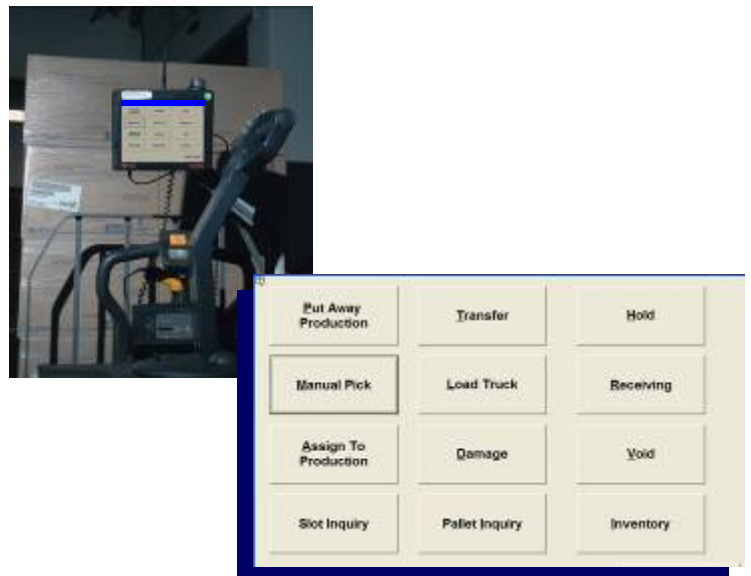 Put Away
Production
Transfer
Hold
Manual Pick
Load Truck
Receiving
Assign To
Production
Damage
Void
Slot Inquiry
Pallet Inquiry
Inventory